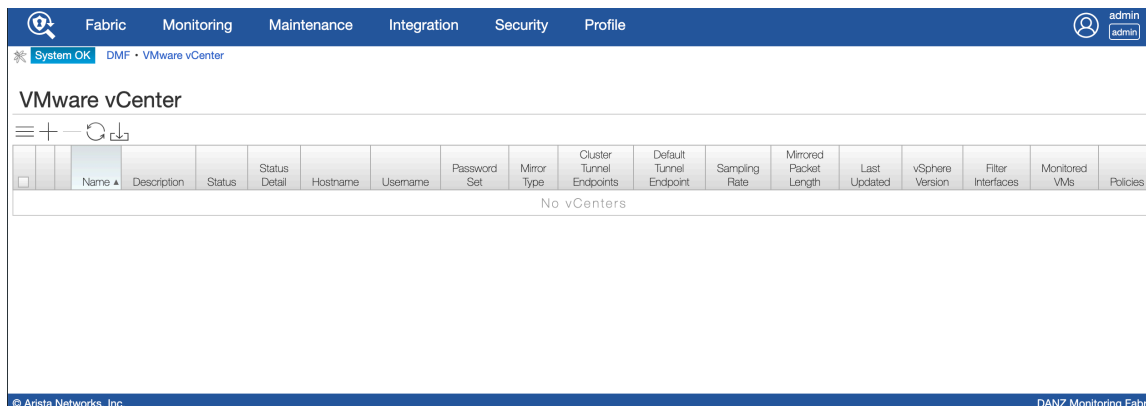 Fabric Monitoring Maintenance Integration Security Profile admin
admin
System OK DMF • VMware vCenter
VMware vCenter
Name ▲ Description Status Status Detail Hostname Username Password Set Mirror Type Cluster Tunnel Endpoints Default Tunnel Endpoint Sampling Rate Mirrored Packet Length Last Updated vSphere Version Filter Interfaces Monitored VMs Policies
No vCenters
© Arista Networks, Inc. DANZ Monitoring Fab